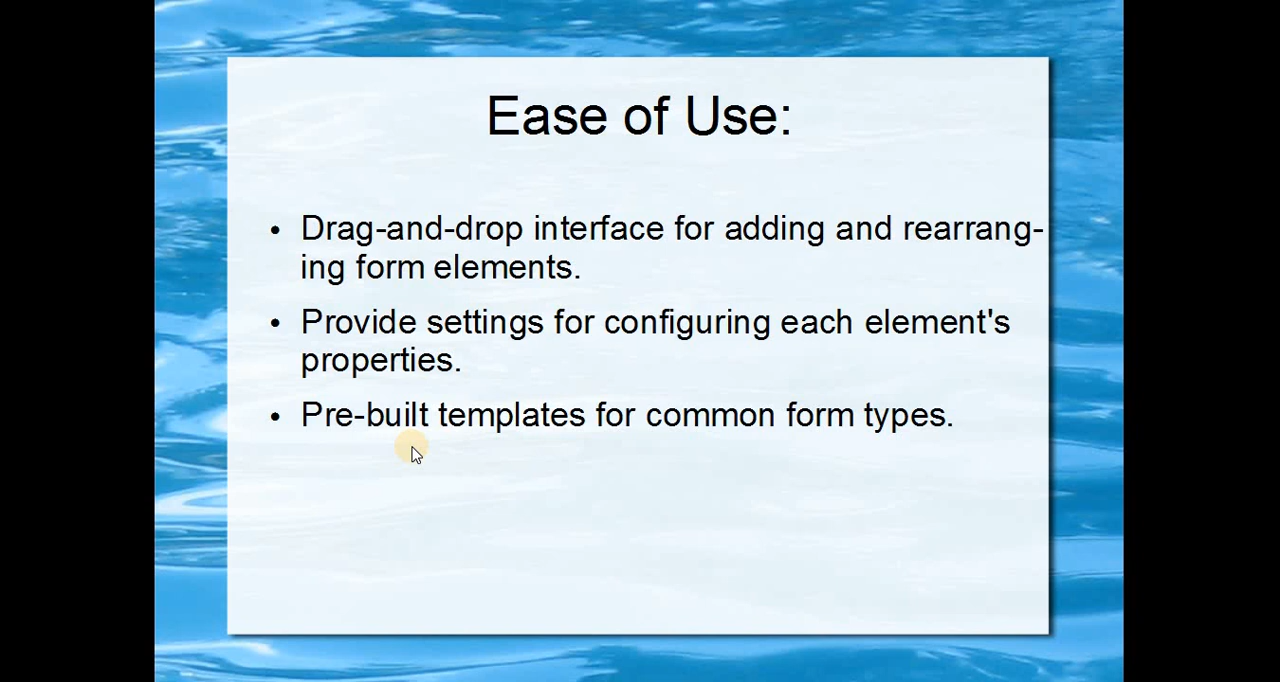 Ease of Use:
• Drag-and-drop interface for adding and rearrang-
ing form elements.
• Provide settings for configuring each element's
properties.
• Pre-built templates for common form types.